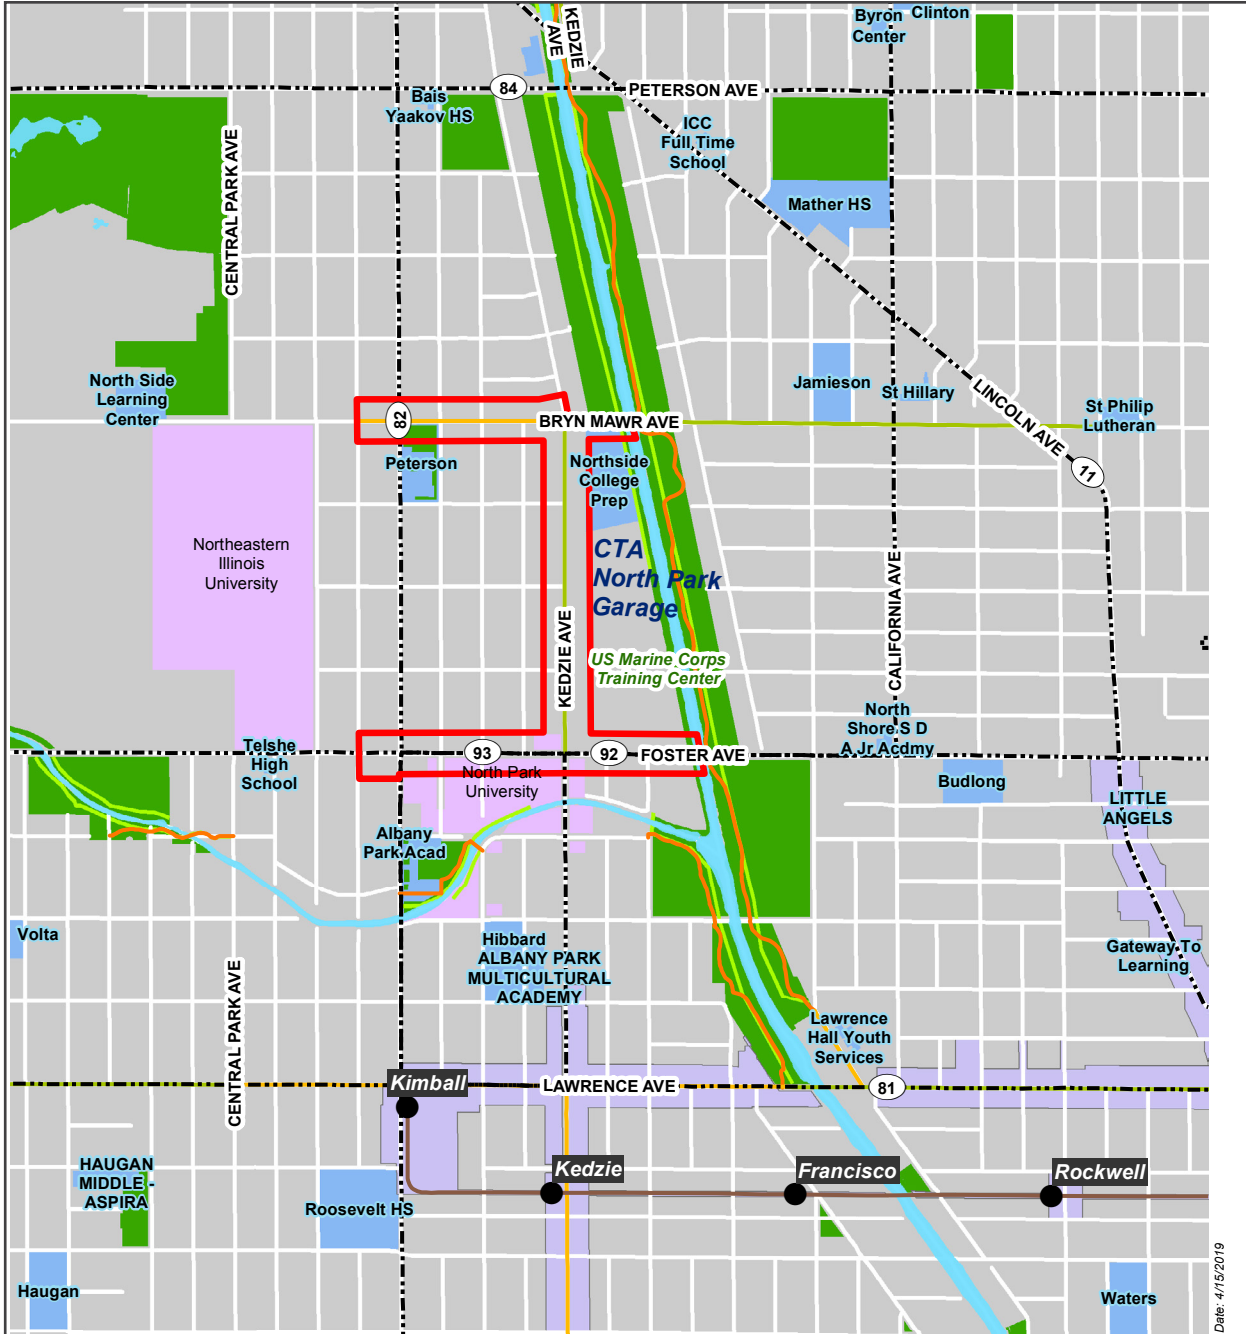 KEDZIE
AVE
Byron
Center
Clinton
84
PETERSON AVE
Bais
Yaakov HS
ICC
Full Time
School
CENTRAL PARK AVE
Mather HS
North Side
Learning
Center
Jamieson
St Hillary
LINCOLN AVE
St Philip
Lutheran
82
BRYN MAWR AVE
Peterson
Northside
College
Prep
11
Northeastern
Illinois
University
CTA
North Park
Garage
CALIFORNIA AVE
KEDZIE AVE
US Marine Corps
Training Center
North
Shore S D
A Jr Acdmy
Telshe
High
School
93
92
FOSTER AVE
North Park
University
Budlong
LITTLE
ANGELS
Albany
Park Acad
Volta
Hibbard
ALBANY PARK
MULTICULTURAL
ACADEMY
Gateway To
Learning
CENTRAL PARK AVE
Lawrence
Hall Youth
Services
Kimball
LAWRENCE AVE
81
HAUGAN
MIDDLE -
ASPIRA
Kedzie
Francisco
Rockwell
Roosevelt HS
Haugan
Waters
Date: 4/15/2019